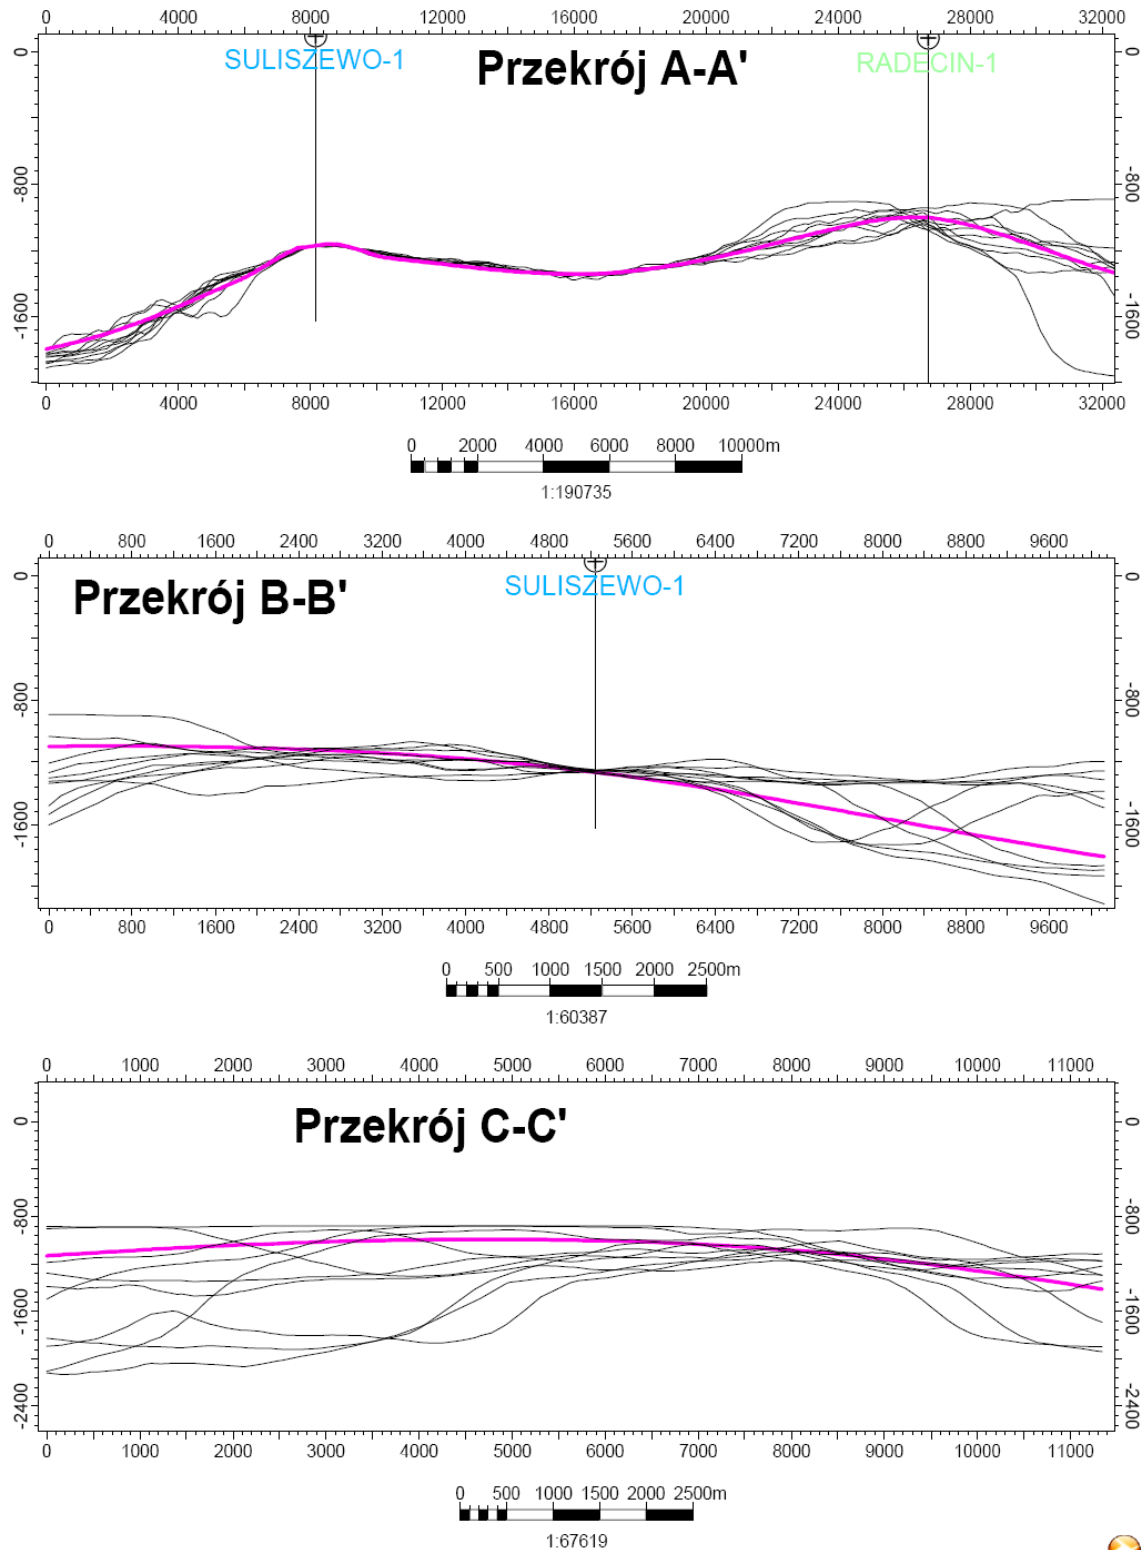 0 4000 8000 12000 16000 20000 24000 28000 32000
SULISZEWO-1
Przekrój A-A'
RADECIN-1
0 0
-800 -800
-1600 -1600
0 4000 8000 12000 16000 20000 24000 28000 32000
0 2000 4000 6000 8000 10000m
1:190735
0 800 1600 2400 3200 4000 4800 5600 6400 7200 8000 8800 9600
0 0
Przekrój B-B'
SULISZEWO-1
-800 -800
-1600 -1600
0 800 1600 2400 3200 4000 4800 5600 6400 7200 8000 8800 9600
0 500 1000 1500 2000 2500m
1:60387
0 1000 2000 3000 4000 5000 6000 7000 8000 9000 10000 11000
0 0
Przekrój C-C'
-800 -800
-1600 -1600
-2400 -2400
0 1000 2000 3000 4000 5000 6000 7000 8000 9000 10000 11000
0 500 1000 1500 2000 2500m
1:67619